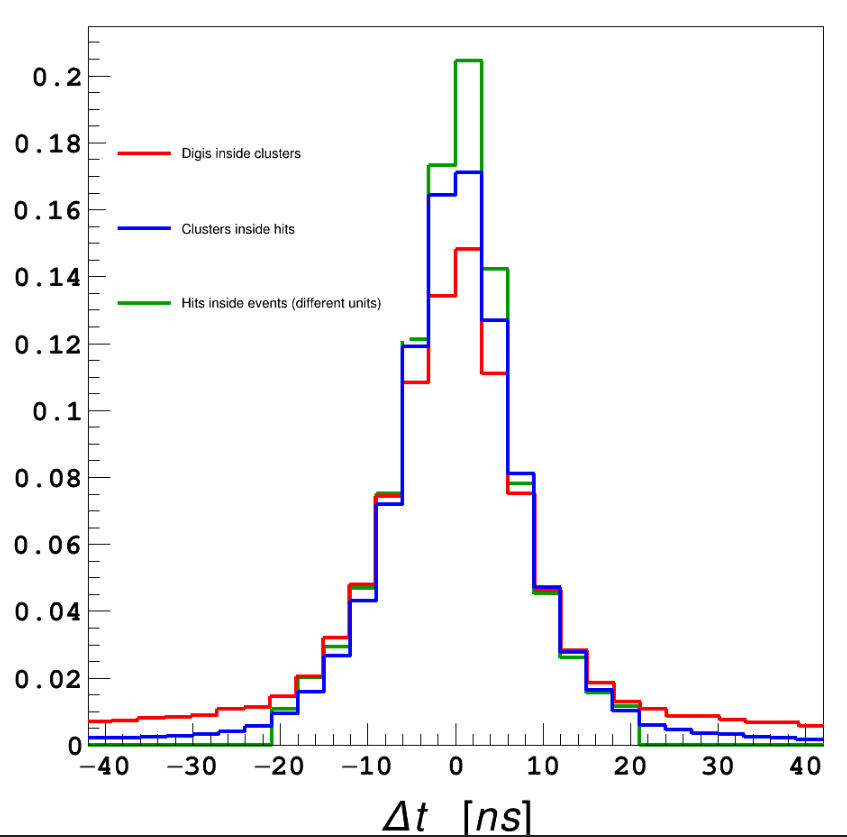 0.2
0.18
0.16
0.14
0.12
0.1
0.08
0.06
0.04
0.02
0
Digis inside clusters
Clusters inside hits
Hits inside events (different units)
−40 −30 −20 −10 0 10 20 30 40
Δt [ns]